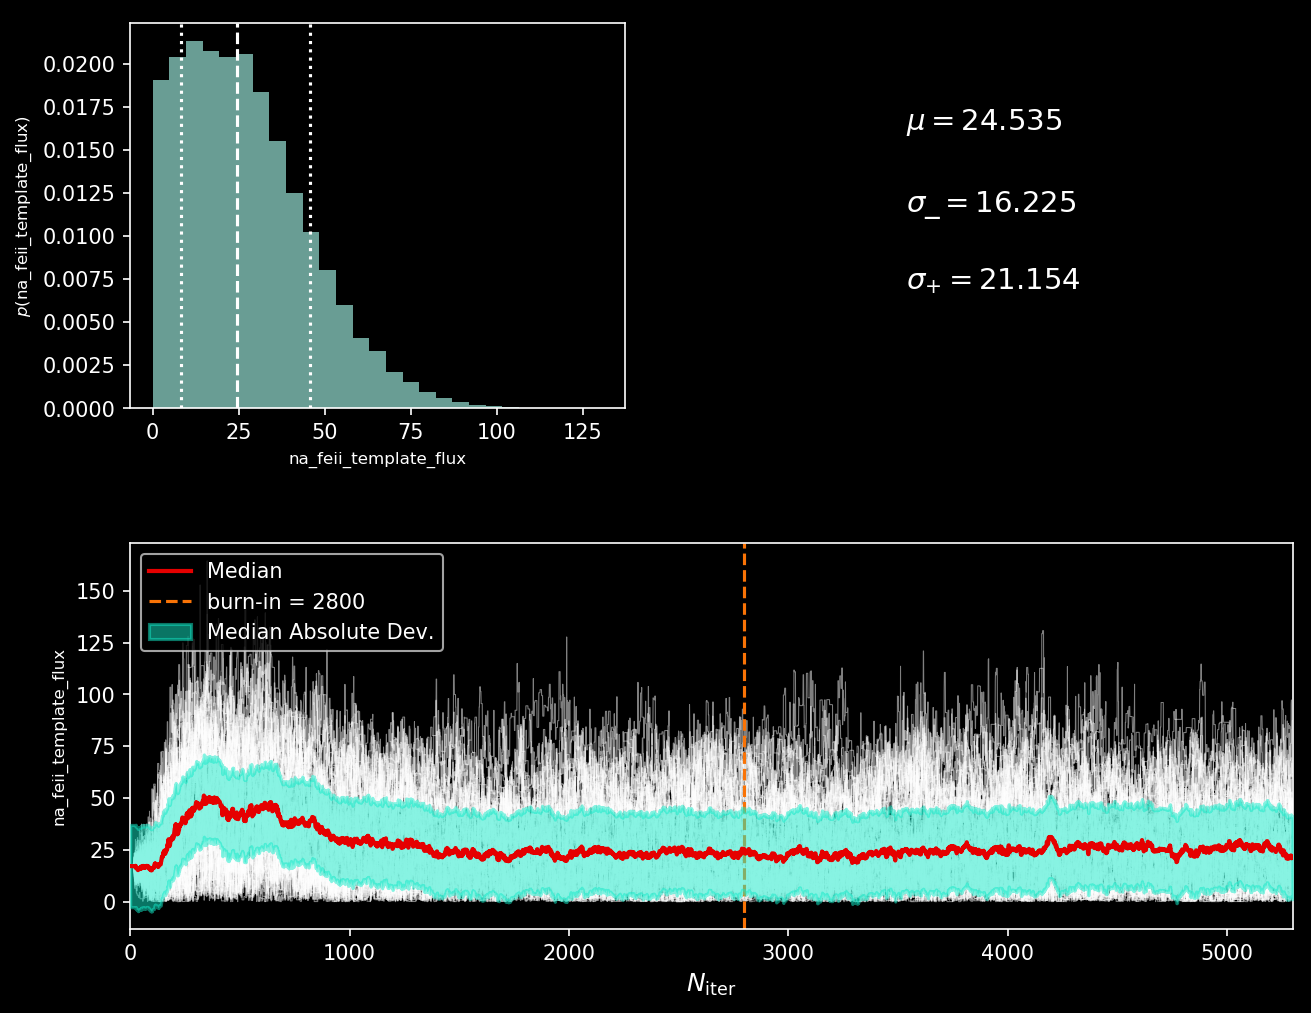 0.0200
0.0175
0.0150
0.0125
0.0100
0.0075
0.0050
0.0025
0.0000
p(na_feii_template_flux)
0 25 50 75 100 125
na_feii_template_flux
μ = 24.535
σ_ = 16.225
σ+ = 21.154
Median
burn-in = 2800
Median Absolute Dev.
150
125
100
75
50
25
0
na_feii_template_flux
0 1000 2000 3000 4000 5000
Niter